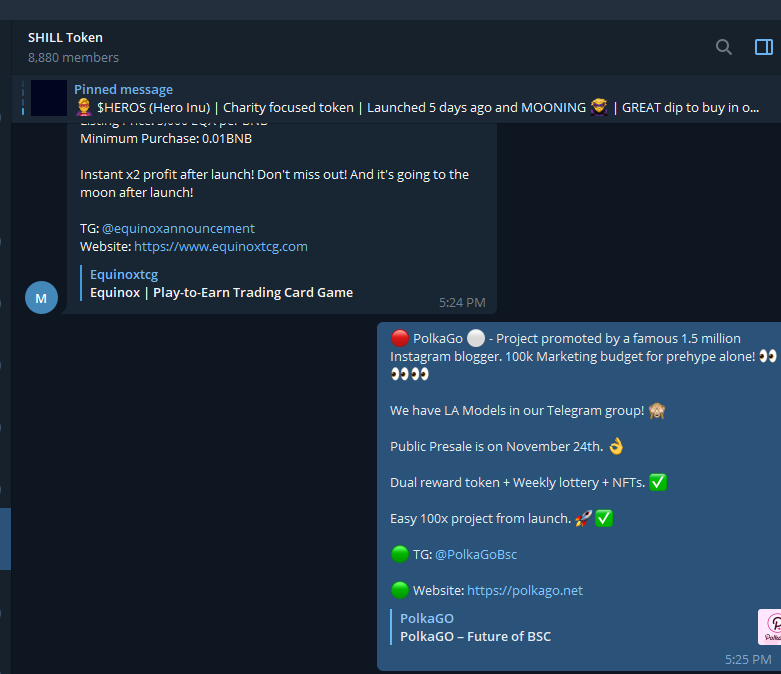 SHILL Token
8,880 members
Pinned message
🦸 $HEROS (Hero Inu) | Charity focused token | Launched 5 days ago and MOONING 🦹 | GREAT dip to buy in o...
Minimum Purchase: 0.01BNB
Instant x2 profit after launch! Don't miss out! And it's going to the
moon after launch!
TG: @equinoxannouncement
Website: https://www.equinoxtcg.com
Equinoxtcg
Equinox | Play-to-Earn Trading Card Game
5:24 PM
M
🔴 PolkaGo ⚪ - Project promoted by a famous 1.5 million
Instagram blogger. 100k Marketing budget for prehype alone! 👀
👀👀
We have LA Models in our Telegram group! 🙈
Public Presale is on November 24th. 👌
Dual reward token + Weekly lottery + NFTs. ✅
Easy 100x project from launch. 🚀✅
🟢 TG: @PolkaGoBsc
🟢 Website: https://polkago.net
PolkaGO
PolkaGO – Future of BSC
5:25 PM